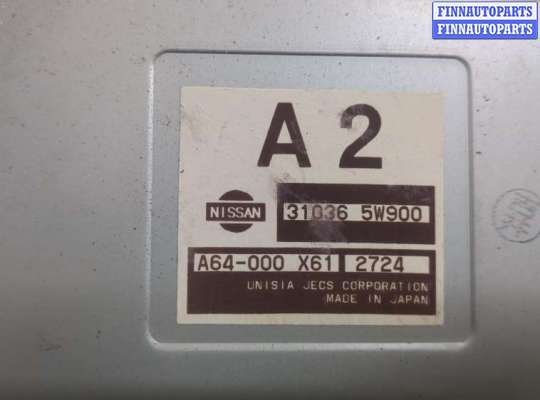 FINNAUTOPARTS
FINNAUTOPARTS
A 2
NISSAN
31036 5W900
A64-000 X61 2724
UNISIA JECS CORPORATION
MADE IN JAPAN